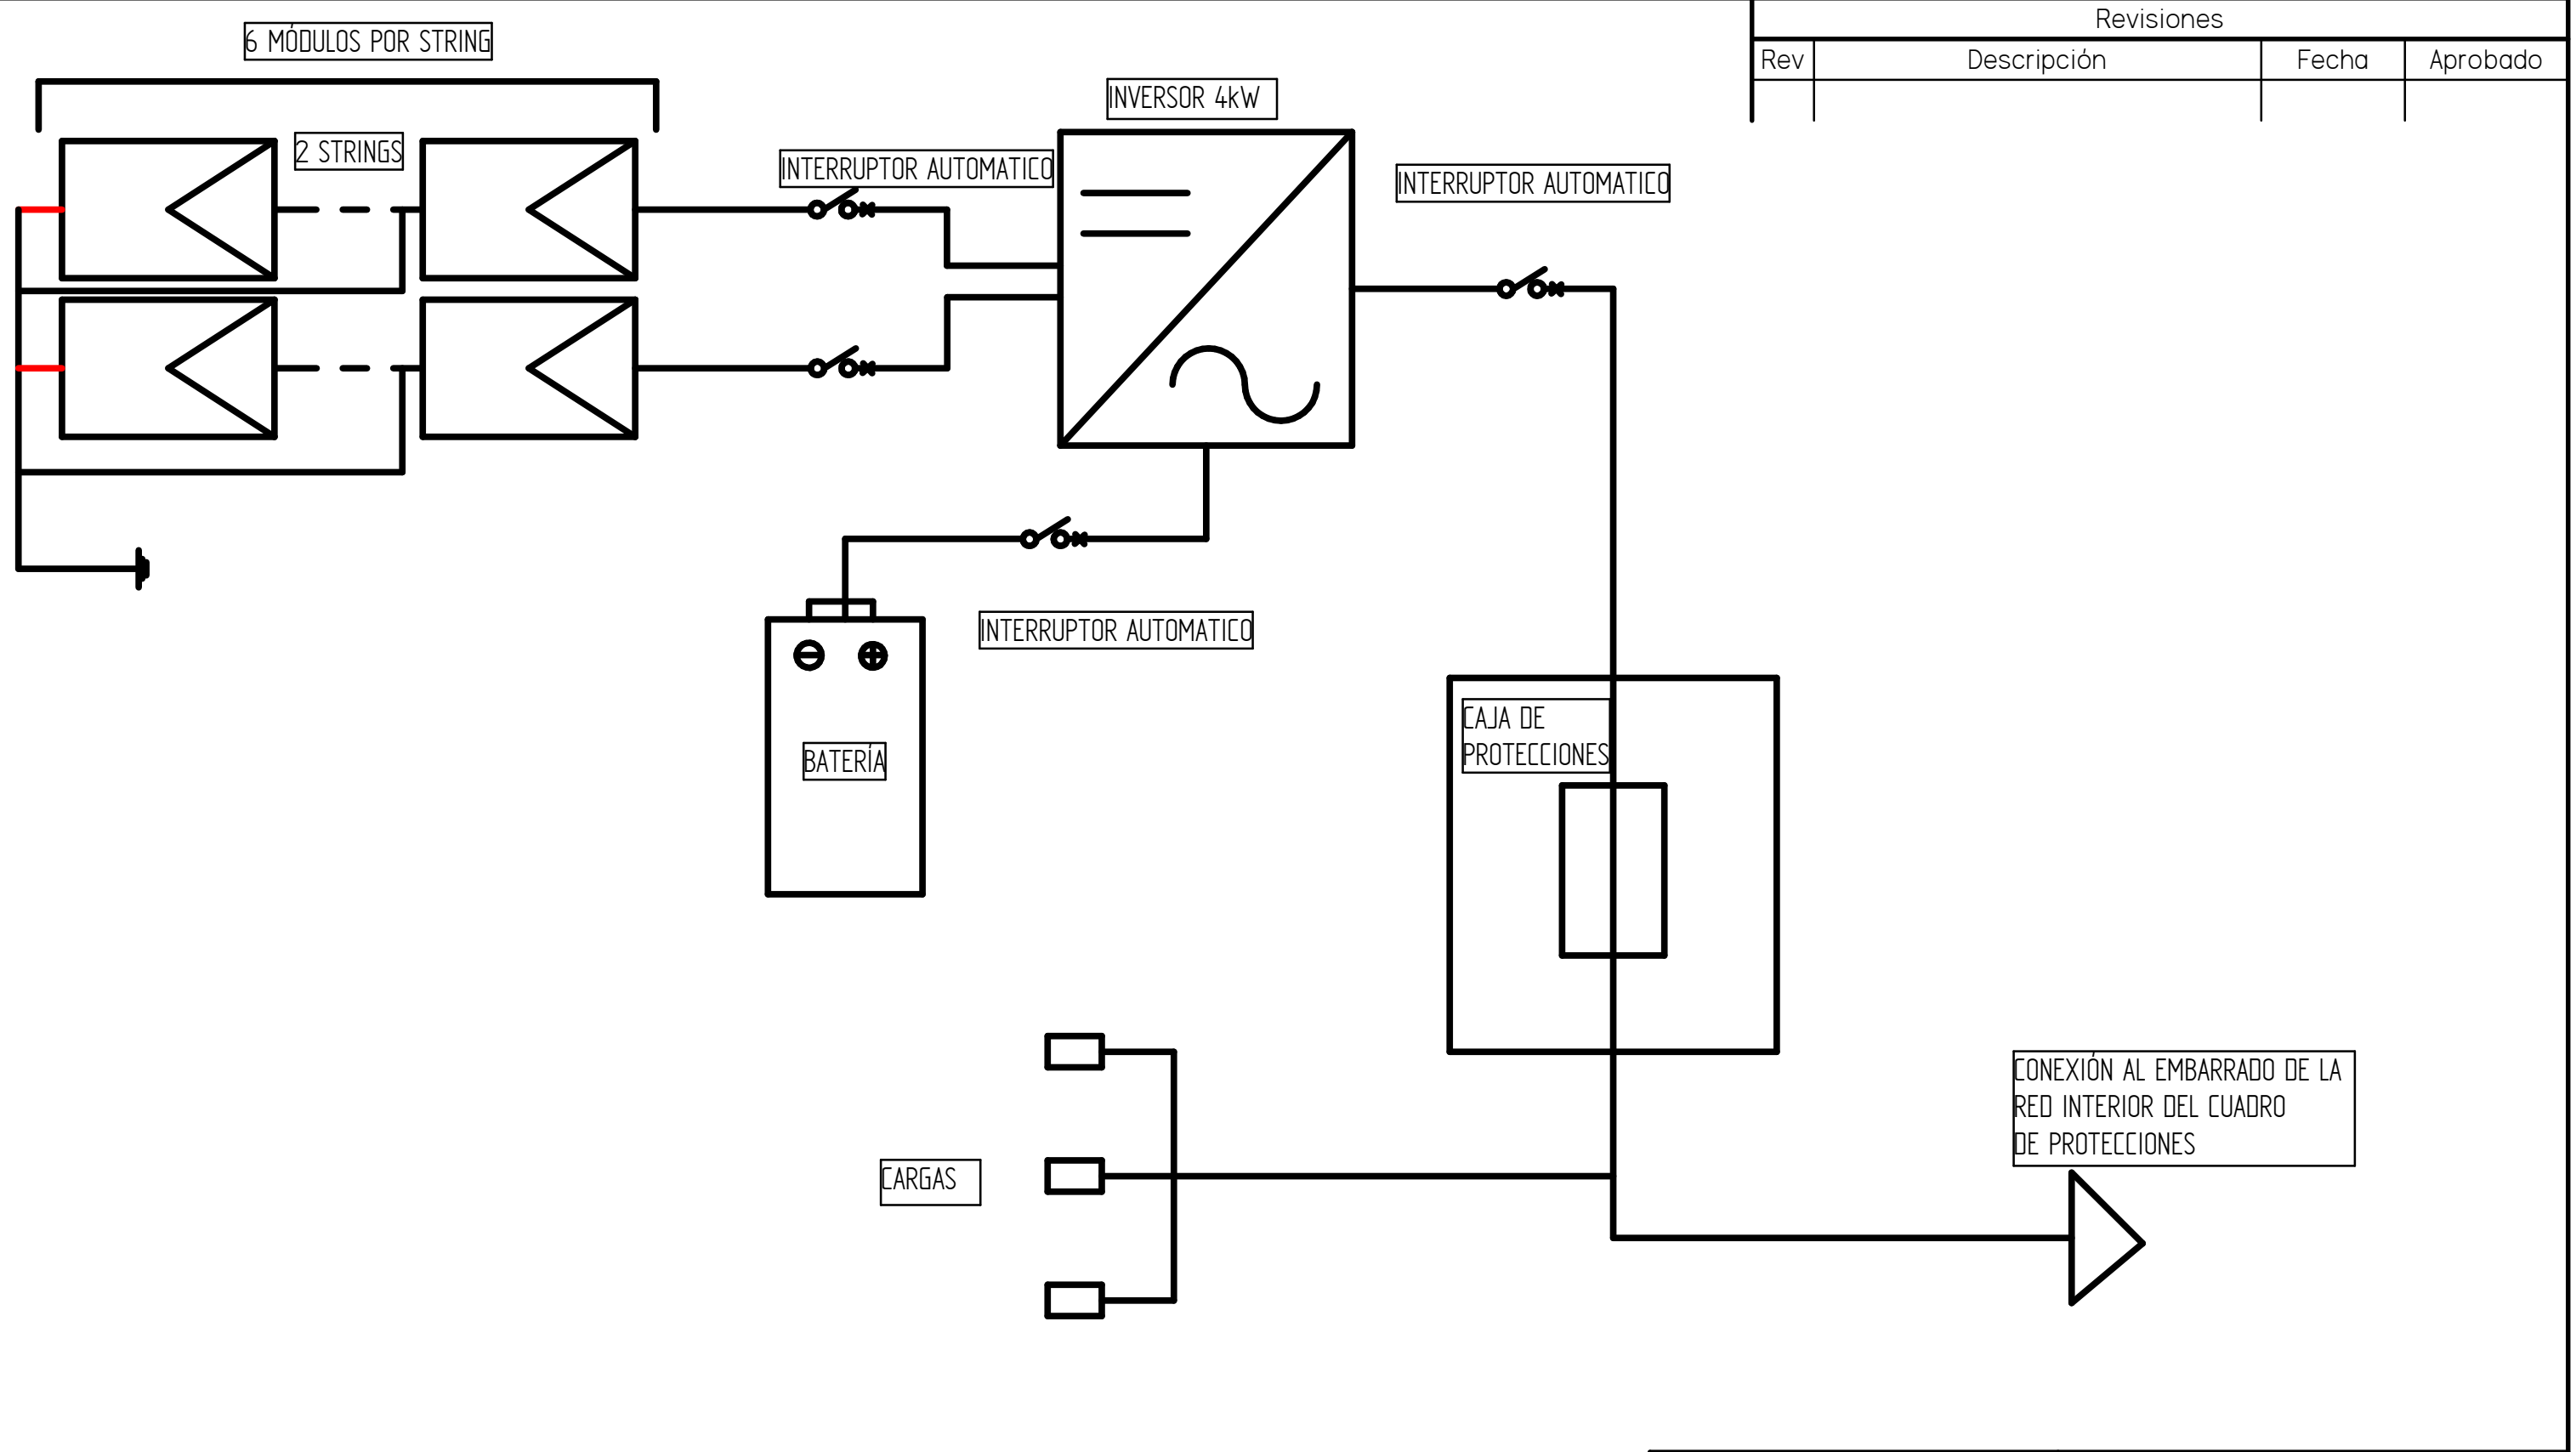 6 MÓDULOS POR STRING
2 STRINGS
INTERRUPTOR AUTOMATICO
INVERSOR 4kW
INTERRUPTOR AUTOMATICO
Revisiones
Rev Descripción Fecha Aprobado
INTERRUPTOR AUTOMATICO
BATERÍA
CAJA DE
PROTECCIONES
CARGAS
CONEXIÓN AL EMBARRADO DE LA
RED INTERIOR DEL CUADRO
DE PROTECCIONES